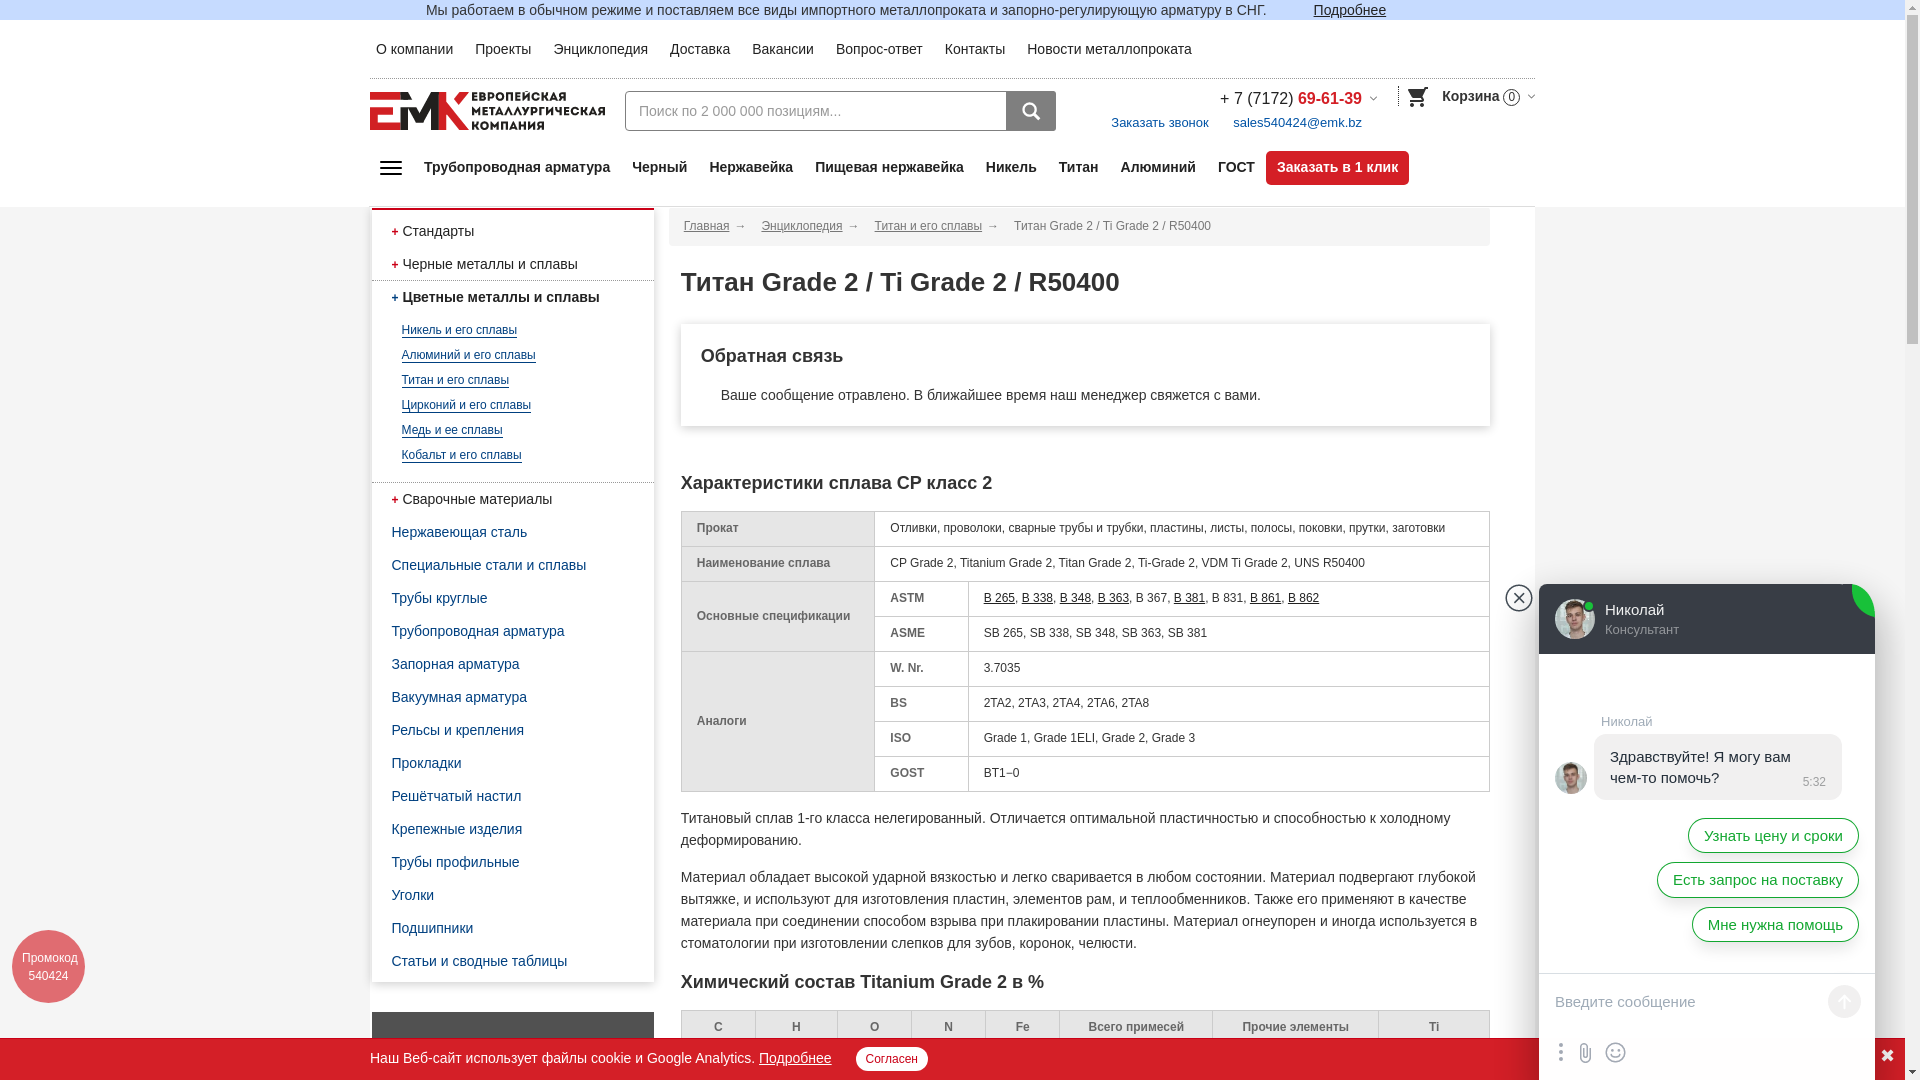 Мы работаем в обычном режиме и поставляем все виды импортного металлопроката и запорно-регулирующую арматуру в СНГ. Подробнее
О компании Проекты Энциклопедия Доставка Вакансии Вопрос-ответ Контакты Новости металлопроката
EMK ЕВРОПЕЙСКАЯ
МЕТАЛЛУРГИЧЕСКАЯ
КОМПАНИЯ
Поиск по 2 000 000 позициям...
+ 7 (7172) 69-61-39
Заказать звонок sales540424@emk.bz
Корзина 0
Трубопроводная арматура Черный Нержавейка Пищевая нержавейка Никель Титан Алюминий ГОСТ Заказать в 1 клик
+ Стандарты
+ Черные металлы и сплавы
+ Цветные металлы и сплавы
Никель и его сплавы
Алюминий и его сплавы
Титан и его сплавы
Цирконий и его сплавы
Медь и ее сплавы
Кобальт и его сплавы
+ Сварочные материалы
Нержавеющая сталь
Специальные стали и сплавы
Трубы круглые
Трубопроводная арматура
Запорная арматура
Вакуумная арматура
Рельсы и крепления
Прокладки
Решётчатый настил
Крепежные изделия
Трубы профильные
Уголки
Подшипники
Статьи и сводные таблицы
Главная → Энциклопедия → Титан и его сплавы → Титан Grade 2 / Ti Grade 2 / R50400
Титан Grade 2 / Ti Grade 2 / R50400
Обратная связь
Ваше сообщение отравлено. В ближайшее время наш менеджер свяжется с вами.
Характеристики сплава CP класс 2
Прокат Отливки, проволоки, сварные трубы и трубки, пластины, листы, полосы, поковки, прутки, заготовки
Наименование сплава CP Grade 2, Titanium Grade 2, Titan Grade 2, Ti-Grade 2, VDM Ti Grade 2, UNS R50400
Основные спецификации ASTM B 265, B 338, B 348, B 363, B 367, B 381, B 831, B 861, B 862
ASME SB 265, SB 338, SB 348, SB 363, SB 381
Аналоги W. Nr. 3.7035
BS 2TA2, 2TA3, 2TA4, 2TA6, 2TA8
ISO Grade 1, Grade 1ELI, Grade 2, Grade 3
GOST ВТ1−0
Титановый сплав 1-го класса нелегированный. Отличается оптимальной пластичностью и способностью к холодному
деформированию.
Материал обладает высокой ударной вязкостью и легко сваривается в любом состоянии. Материал подвергают глубокой
вытяжке, и используют для изготовления пластин, элементов рам, и теплообменников. Также его применяют в качестве
материала при соединении способом взрыва при плакировании пластины. Материал огнеупорен и иногда используется в
стоматологии при изготовлении слепков для зубов, коронок, челюсти.
Химический состав Titanium Grade 2 в %
C H O N Fe Всего примесей Прочие элементы Ti
Николай
Консультант
Николай
Здравствуйте! Я могу вам
чем-то помочь?
5:32
Узнать цену и сроки
Есть запрос на поставку
Мне нужна помощь
Введите сообщение
Промокод
540424
Наш Веб-сайт использует файлы cookie и Google Analytics. Подробнее Согласен